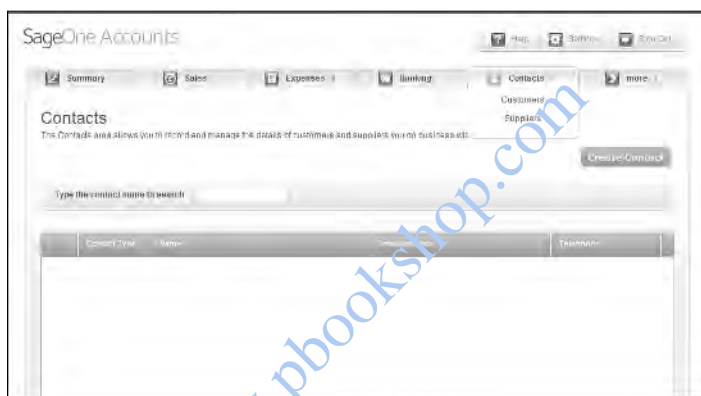 SageOne Accounts
Help Settings Sign Out
Summary Sales Expenses Banking Contacts more
Customers
Suppliers
Contacts
The Contacts area allows you to record and manage the details of customers and suppliers you do business with
Create Contact
Type the contact name to search
Contact Type Name Telephone
pbookshop.com